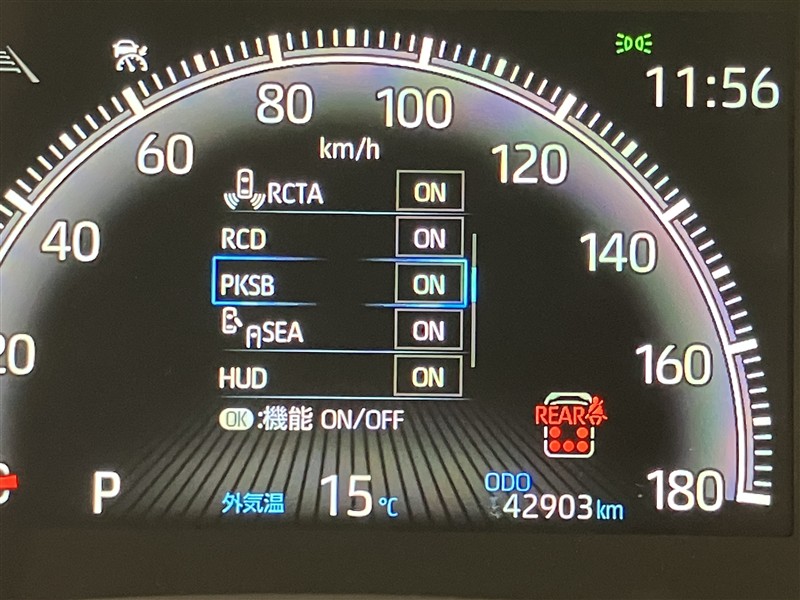 11:56
80
100
km/h
60
120
RCTA ON
40
RCD ON
140
PKSB ON
SEA ON
20
160
HUD ON
REAR
OK:機能 ON/OFF
P
外気温 15℃
ODO
42903km
180